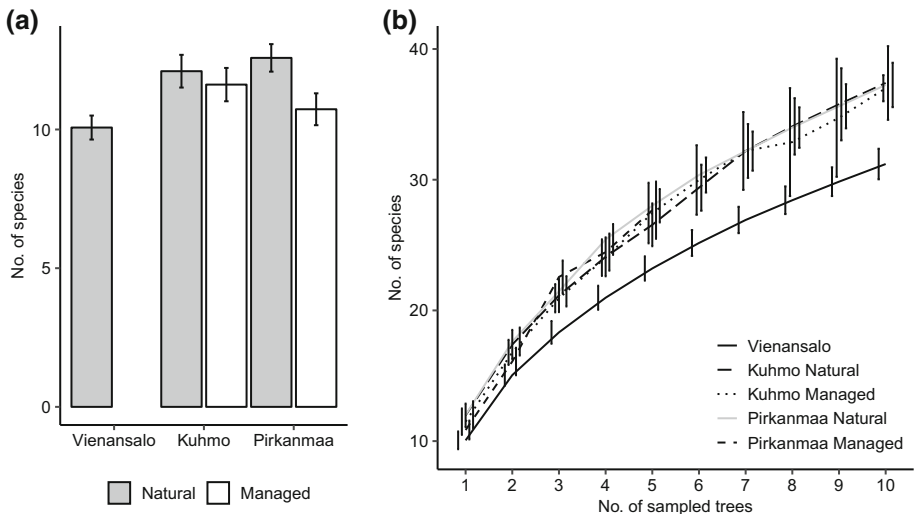 (a)
No. of species
10
5
0
Vienansalo Kuhmo Pirkanmaa
Natural Managed
(b)
No. of species
40
30
20
10
Vienansalo
Kuhmo Natural
Kuhmo Managed
Pirkanmaa Natural
Pirkanmaa Managed
1 2 3 4 5 6 7 8 9 10
No. of sampled trees